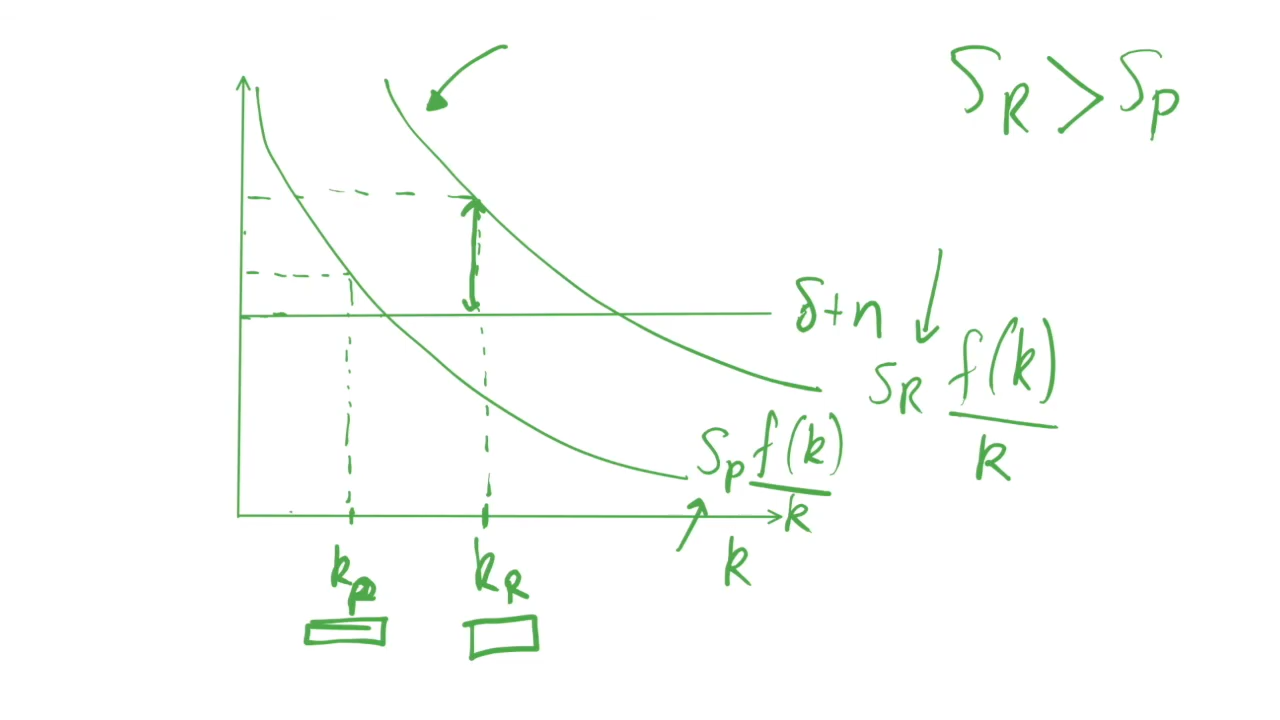 S_R > S_P
δ+n
S_R f(k)/k
S_P f(k)/k
k
k_P
k_R